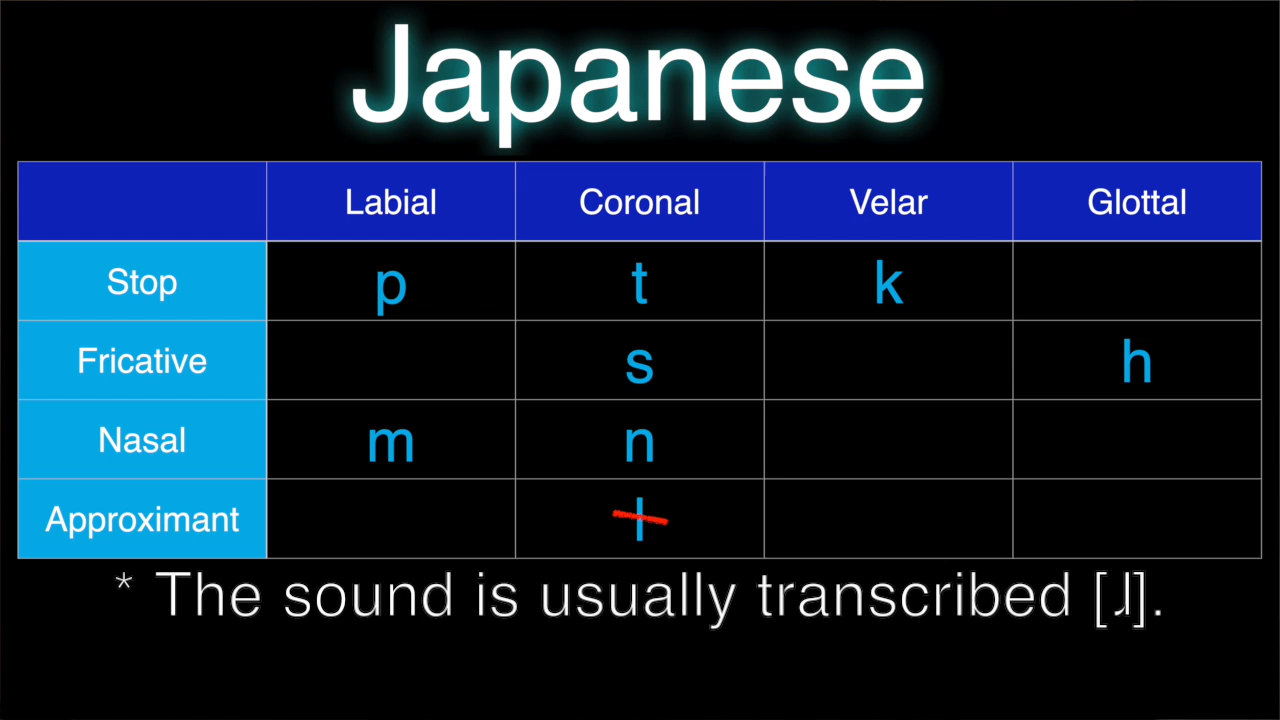 Japanese
Labial Coronal Velar Glottal
Stop p t k
Fricative s h
Nasal m n
Approximant l
* The sound is usually transcribed [ɺ].